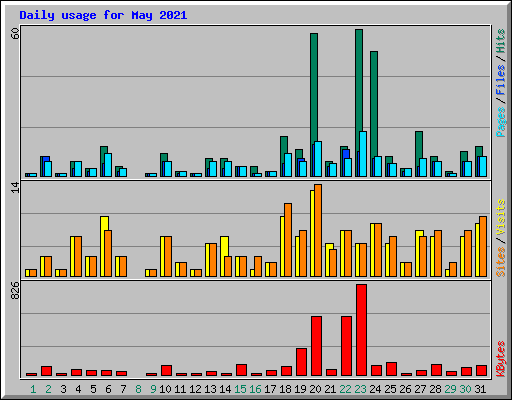 Daily usage for May 2021
60
14
826
Pages / Files / Hits
Sites / Visits
KBytes
1 2 3 4 5 6 7 8 9 10 11 12 13 14 15 16 17 18 19 20 21 22 23 24 25 26 27 28 29 30 31